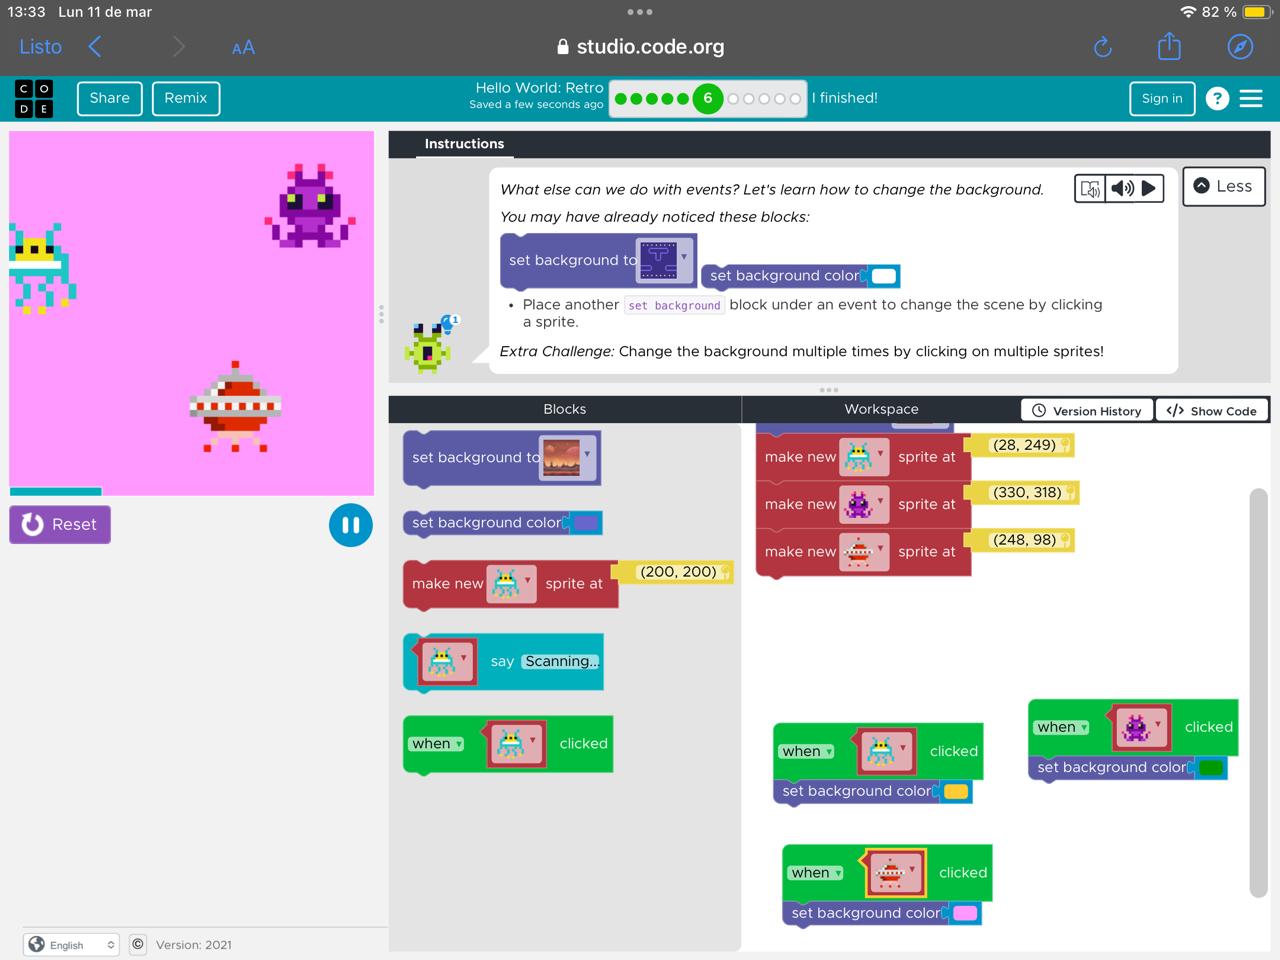 13:33 Lun 11 de mar
82 %
Listo
AA
studio.code.org
C O
D E
Share
Remix
Hello World: Retro
Saved a few seconds ago
6
I finished!
Sign in
?
Instructions
What else can we do with events? Let's learn how to change the background.
You may have already noticed these blocks:
Less
set background to
set background color
• Place another set background block under an event to change the scene by clicking
a sprite.
1
Extra Challenge: Change the background multiple times by clicking on multiple sprites!
Blocks
Workspace
Version History
</> Show Code
Reset
set background to
set background color
make new sprite at (200, 200)
say Scanning...
when clicked
make new sprite at (28, 249)
make new sprite at (330, 318)
make new sprite at (248, 98)
when clicked
set background color
when clicked
set background color
when clicked
set background color
English
©
Version: 2021